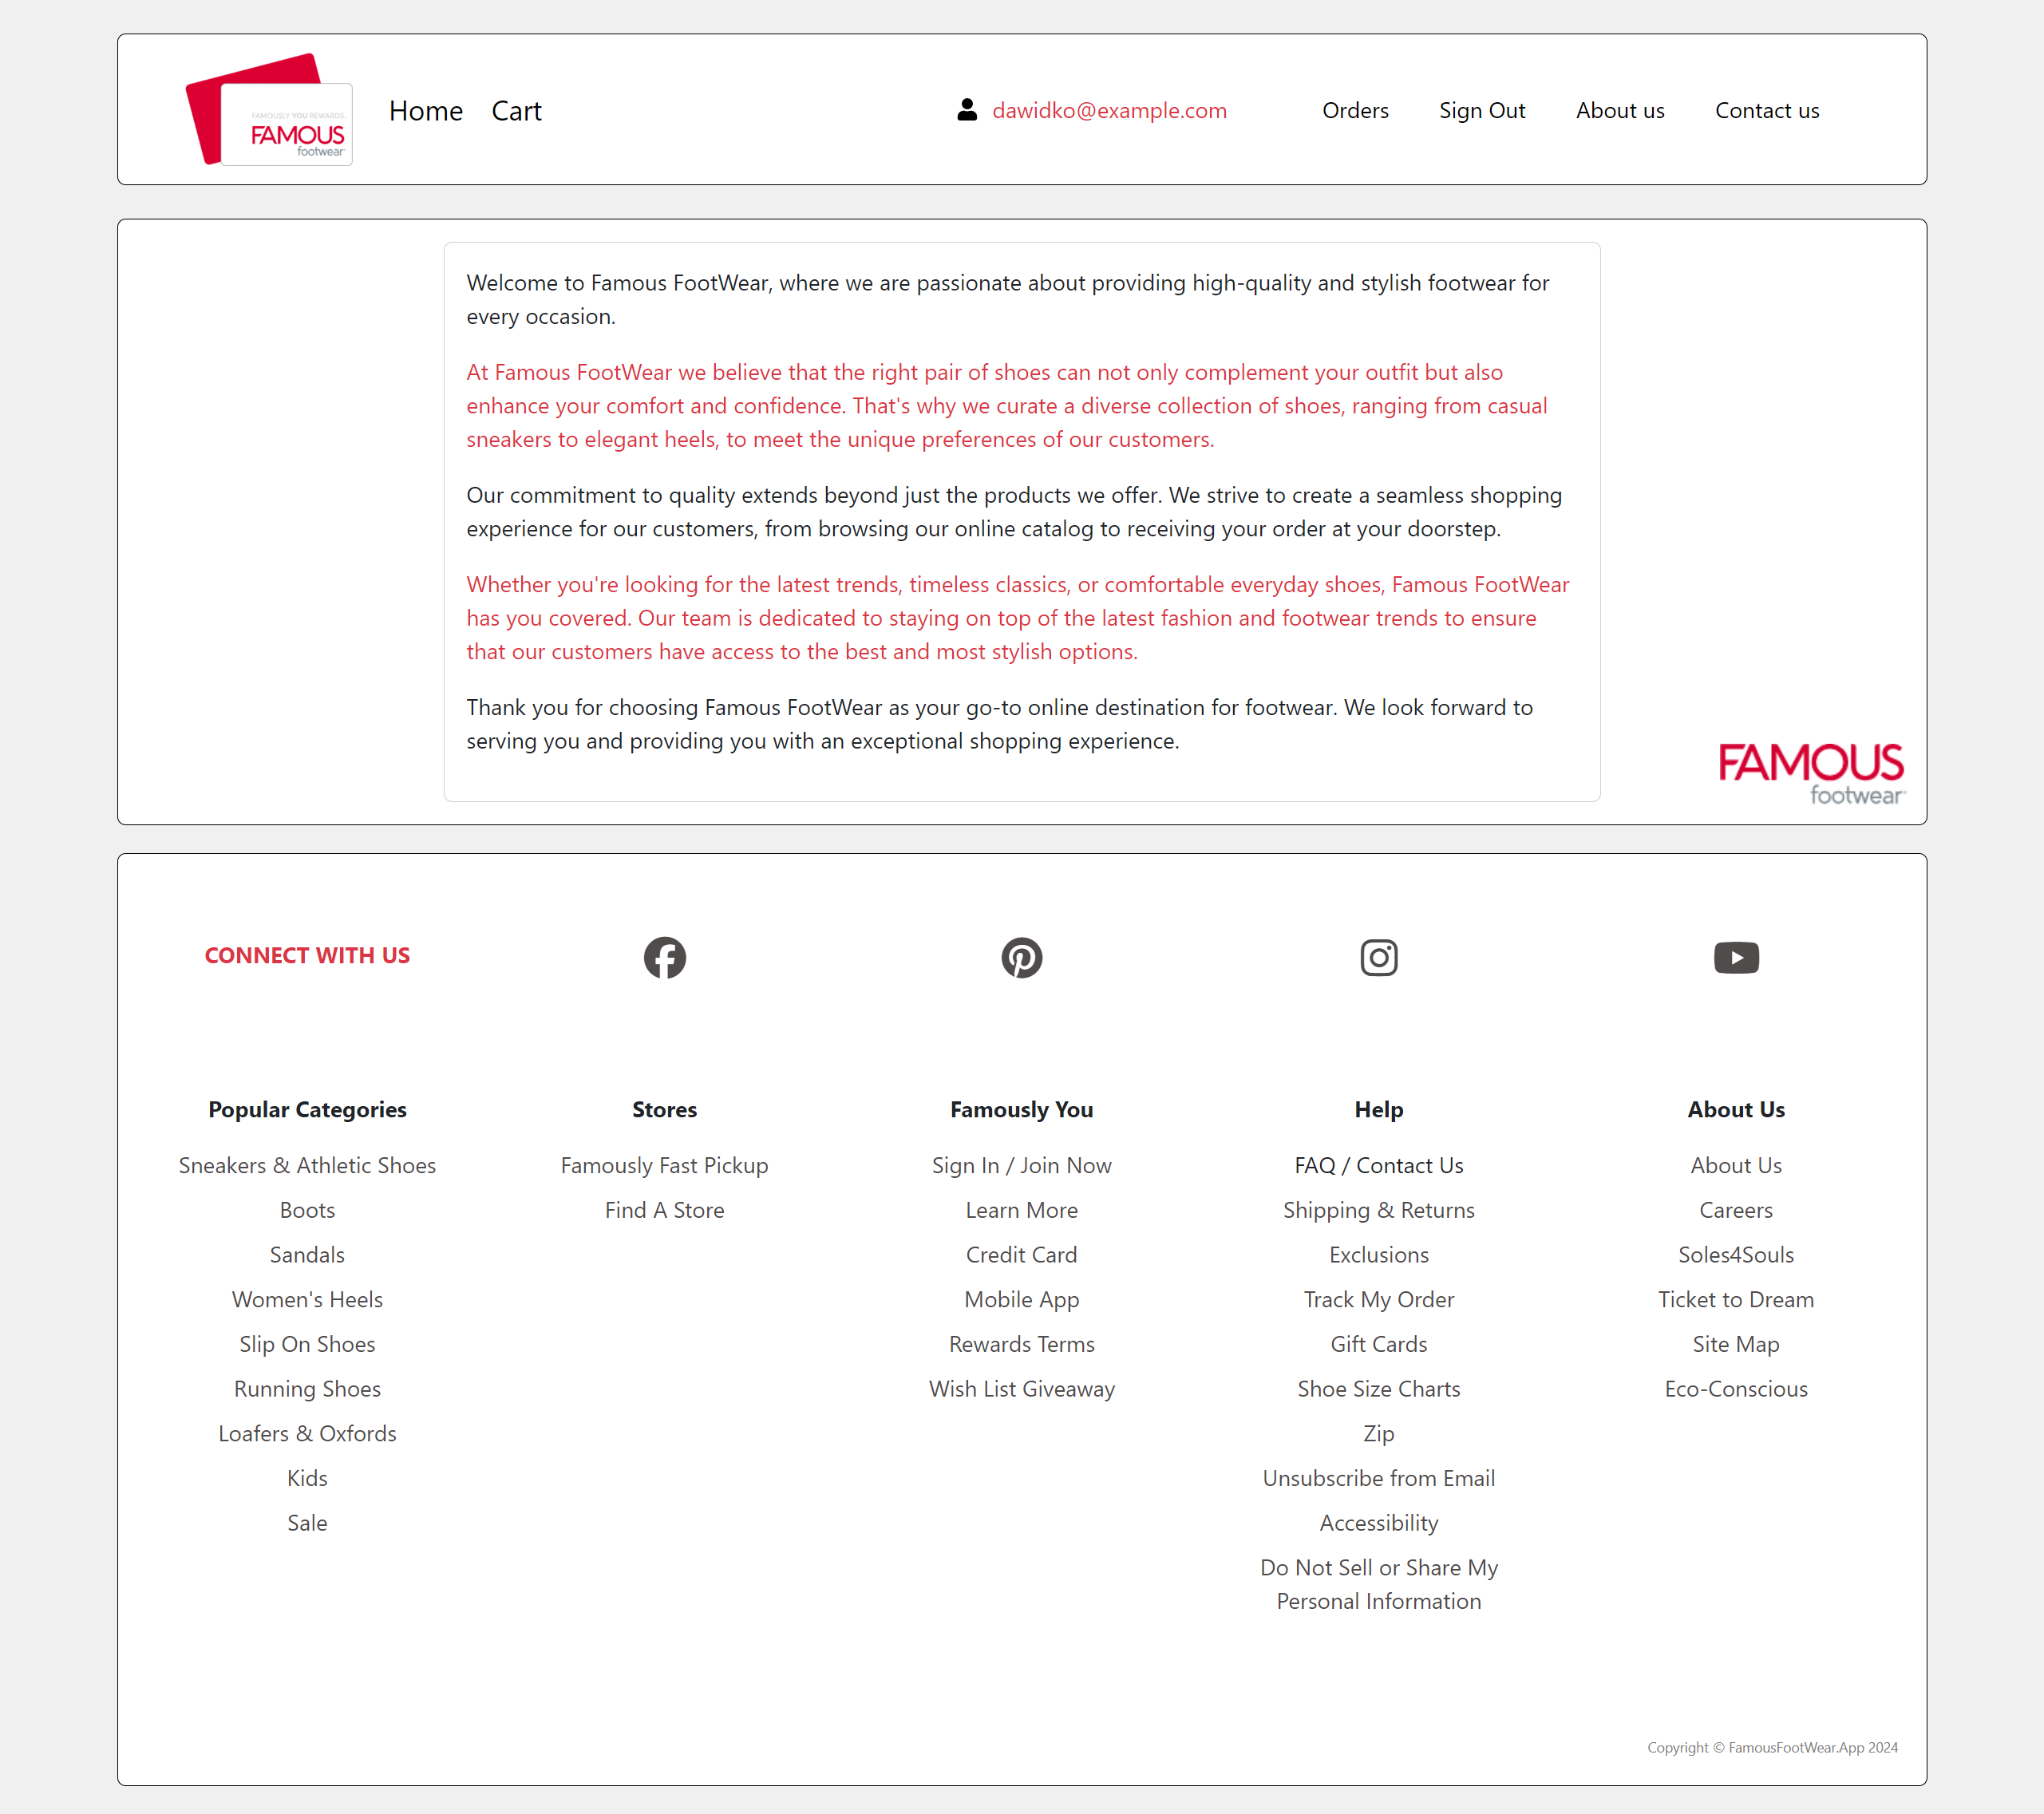 FAMOUSLY YOU REWARDS.
FAMOUS
footwear
Home Cart
dawidko@example.com
Orders Sign Out About us Contact us
Welcome to Famous FootWear, where we are passionate about providing high-quality and stylish footwear for
every occasion.
At Famous FootWear we believe that the right pair of shoes can not only complement your outfit but also
enhance your comfort and confidence. That's why we curate a diverse collection of shoes, ranging from casual
sneakers to elegant heels, to meet the unique preferences of our customers.
Our commitment to quality extends beyond just the products we offer. We strive to create a seamless shopping
experience for our customers, from browsing our online catalog to receiving your order at your doorstep.
Whether you're looking for the latest trends, timeless classics, or comfortable everyday shoes, Famous FootWear
has you covered. Our team is dedicated to staying on top of the latest fashion and footwear trends to ensure
that our customers have access to the best and most stylish options.
Thank you for choosing Famous FootWear as your go-to online destination for footwear. We look forward to
serving you and providing you with an exceptional shopping experience.
FAMOUS
footwear
CONNECT WITH US
Popular Categories
Sneakers & Athletic Shoes
Boots
Sandals
Women's Heels
Slip On Shoes
Running Shoes
Loafers & Oxfords
Kids
Sale
Stores
Famously Fast Pickup
Find A Store
Famously You
Sign In / Join Now
Learn More
Credit Card
Mobile App
Rewards Terms
Wish List Giveaway
Help
FAQ / Contact Us
Shipping & Returns
Exclusions
Track My Order
Gift Cards
Shoe Size Charts
Zip
Unsubscribe from Email
Accessibility
Do Not Sell or Share My
Personal Information
About Us
About Us
Careers
Soles4Souls
Ticket to Dream
Site Map
Eco-Conscious
Copyright © FamousFootWear.App 2024